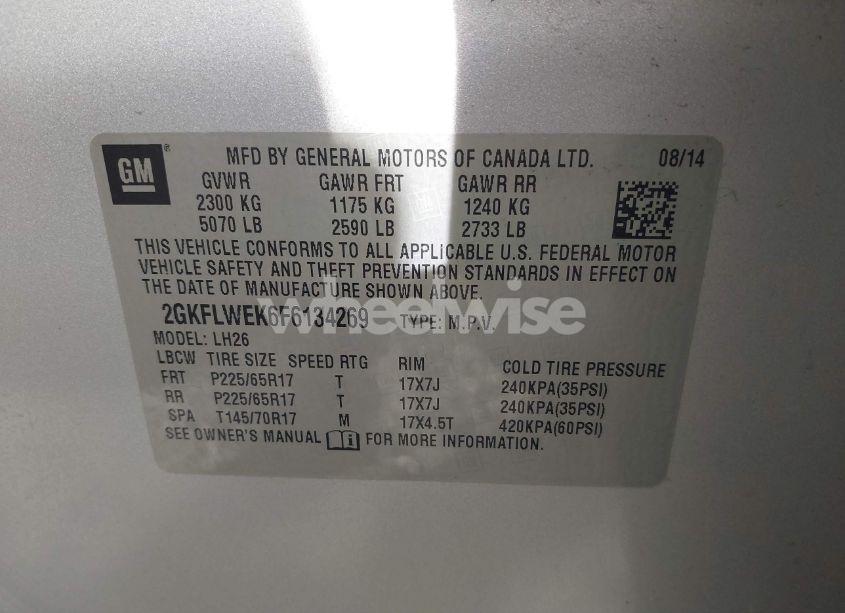 GM ® MFD BY GENERAL MOTORS OF CANADA LTD. 08/14
GVWR GAWR FRT GAWR RR
2300 KG 1175 KG 1240 KG
5070 LB 2590 LB 2733 LB
THIS VEHICLE CONFORMS TO ALL APPLICABLE U.S. FEDERAL MOTOR
VEHICLE SAFETY AND THEFT PREVENTION STANDARDS IN EFFECT ON
THE DATE OF MANUFACTURE SHOWN ABOVE.
2GKFLWEK6F6134269 TYPE: M.P.V.
wheelwise
MODEL: LH26
LBCW TIRE SIZE SPEED RTG RIM COLD TIRE PRESSURE
FRT P225/65R17 T 17X7J 240KPA(35PSI)
RR P225/65R17 T 17X7J 240KPA(35PSI)
SPA T145/70R17 M 17X4.5T 420KPA(60PSI)
SEE OWNER'S MANUAL FOR MORE INFORMATION.